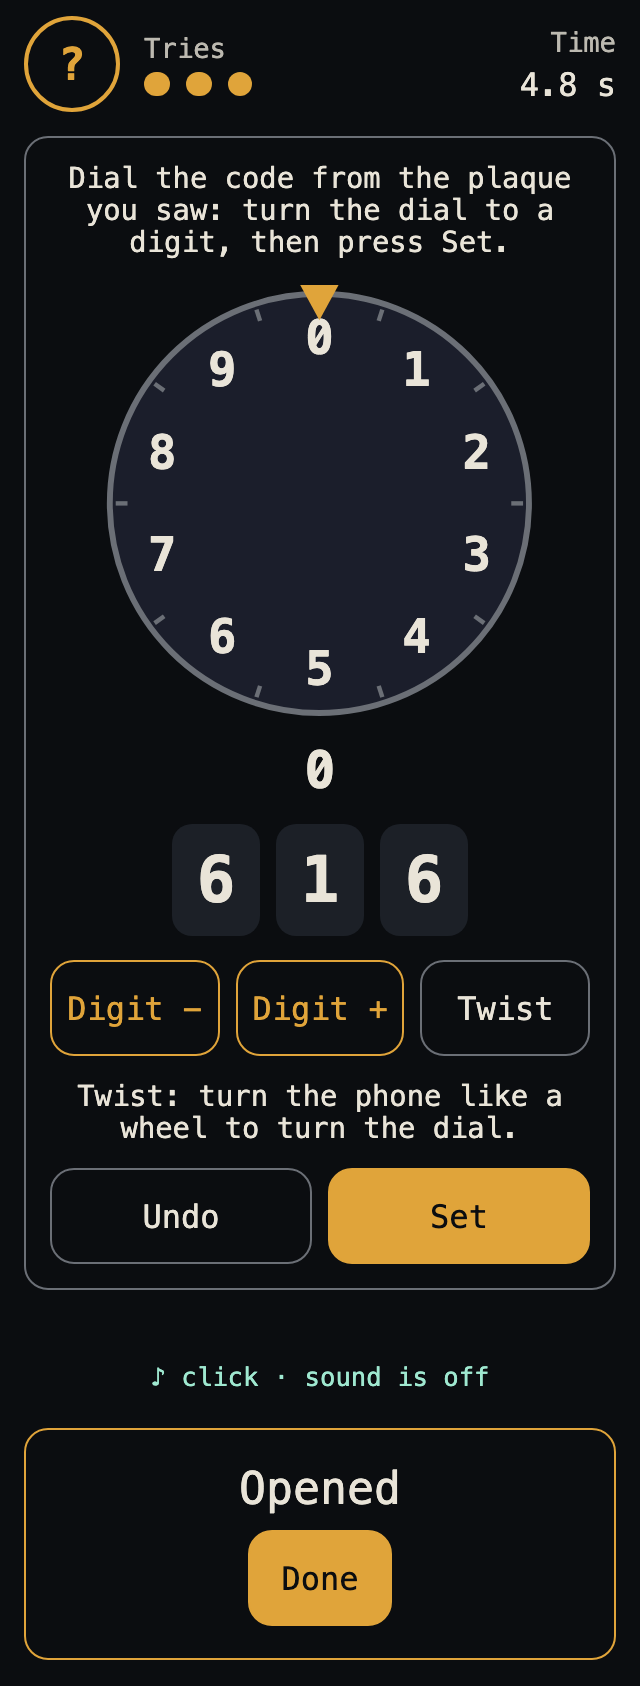 ?
Tries
Time
4.8 s
Dial the code from the plaque
you saw: turn the dial to a
digit, then press Set.
0
9
1
8
2
7
3
6
4
5
0
6 1 6
Digit −
Digit +
Twist
Twist: turn the phone like a
wheel to turn the dial.
Undo
Set
♪ click · sound is off
Opened
Done